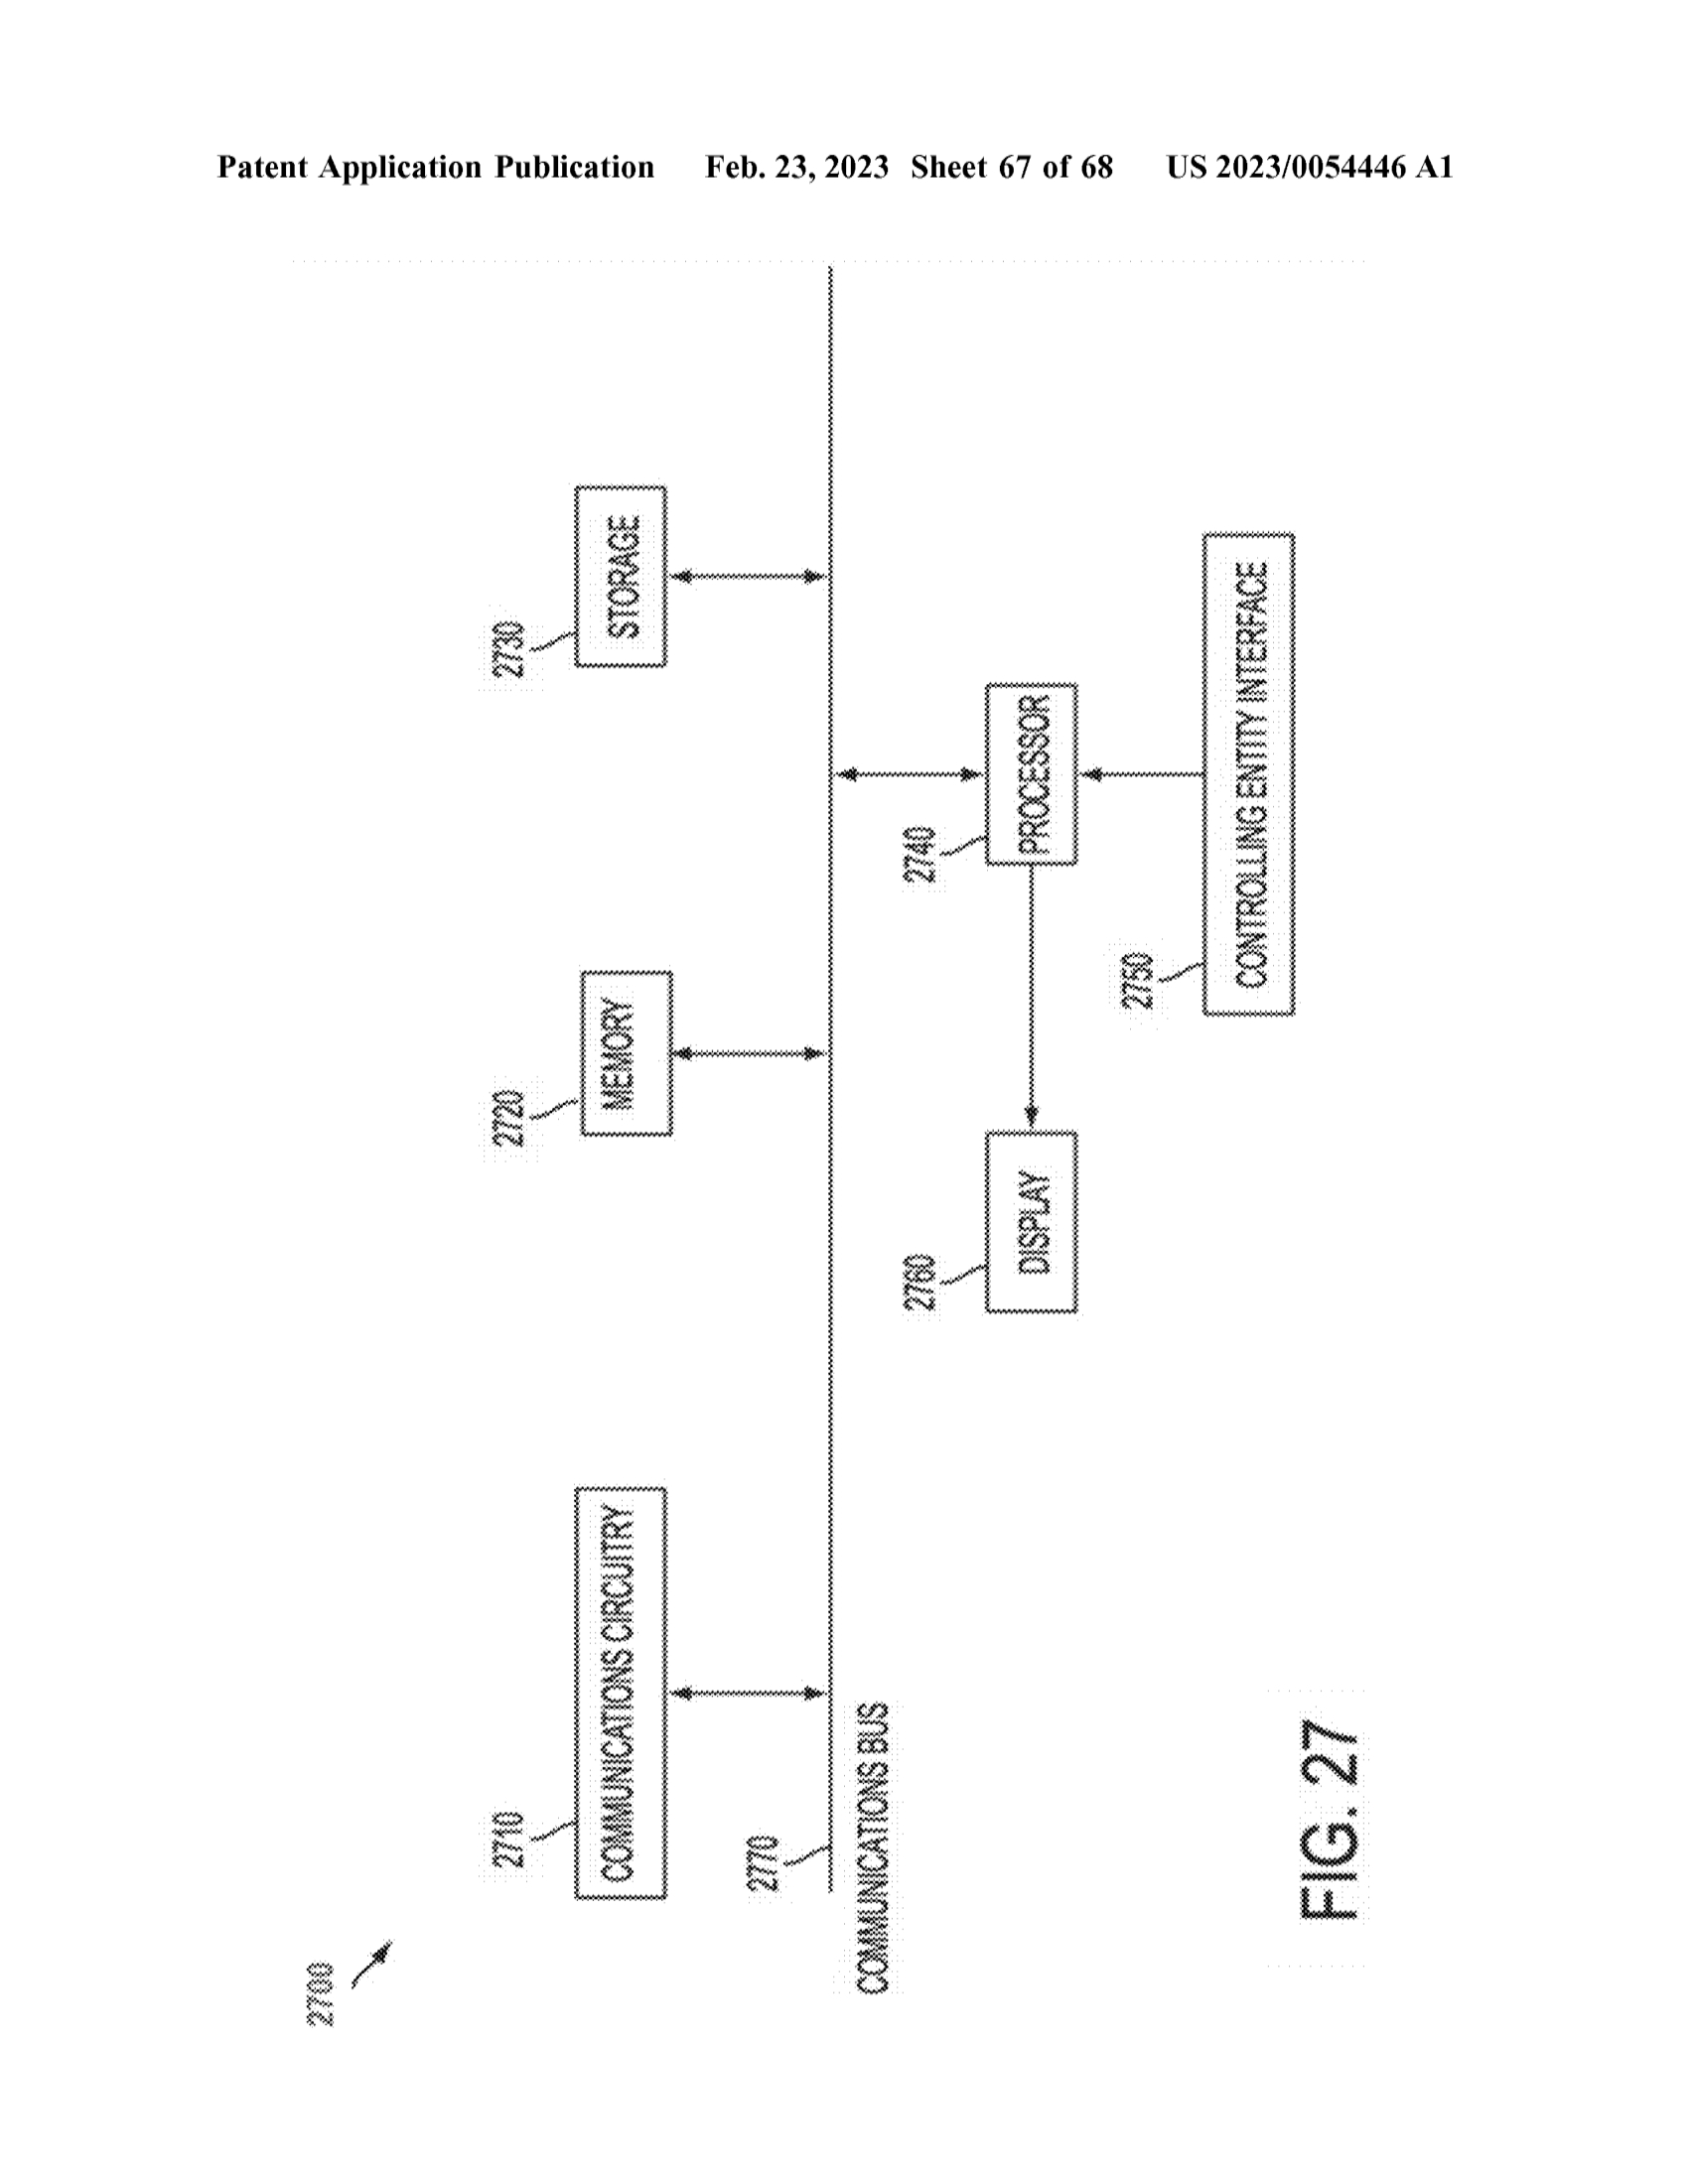 Patent Application Publication Feb. 23, 2023 Sheet 67 of 68 US 2023/0054446 A1
2700
2710
COMMUNICATIONS CIRCUITRY
2720
MEMORY
2730
STORAGE
2770
COMMUNICATIONS BUS
2760
DISPLAY
2740
PROCESSOR
2750
CONTROLLING ENTITY INTERFACE
FIG. 27